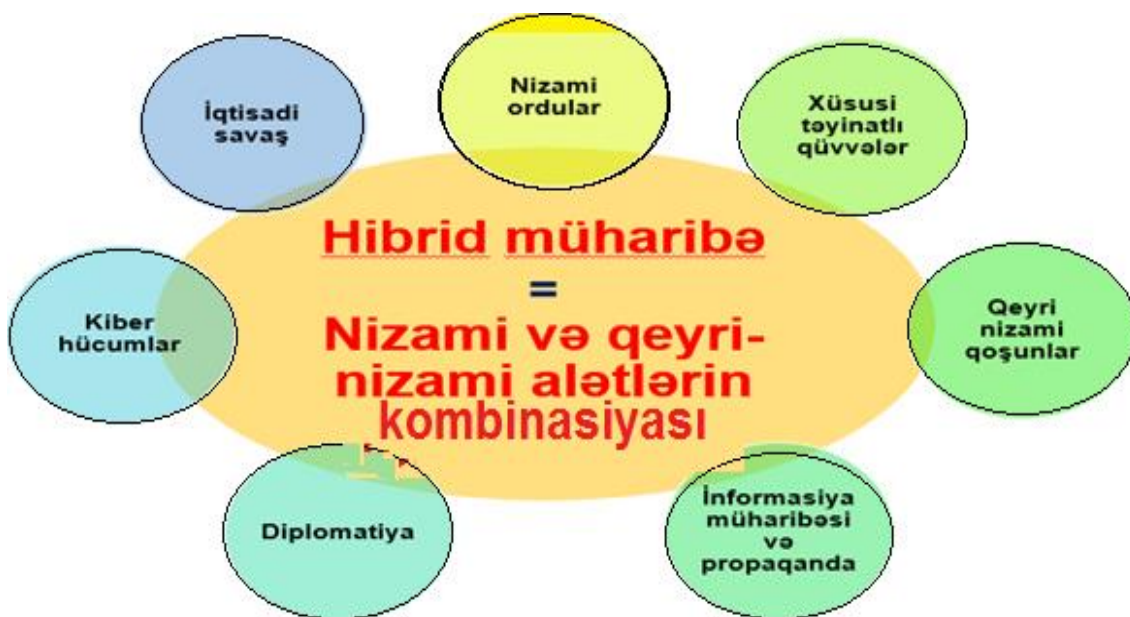 Nizami
ordular
Xüsusi
təyinatlı
qüvvələr
Qeyri
nizami
qoşunlar
İnformasiya
müharibəsi
və
propaqanda
Diplomatiya
Kiber
hücumlar
İqtisadi
savaş
Hibrid müharibə
=
Nizami və qeyri-
nizami alətlərin
kombinasiyası